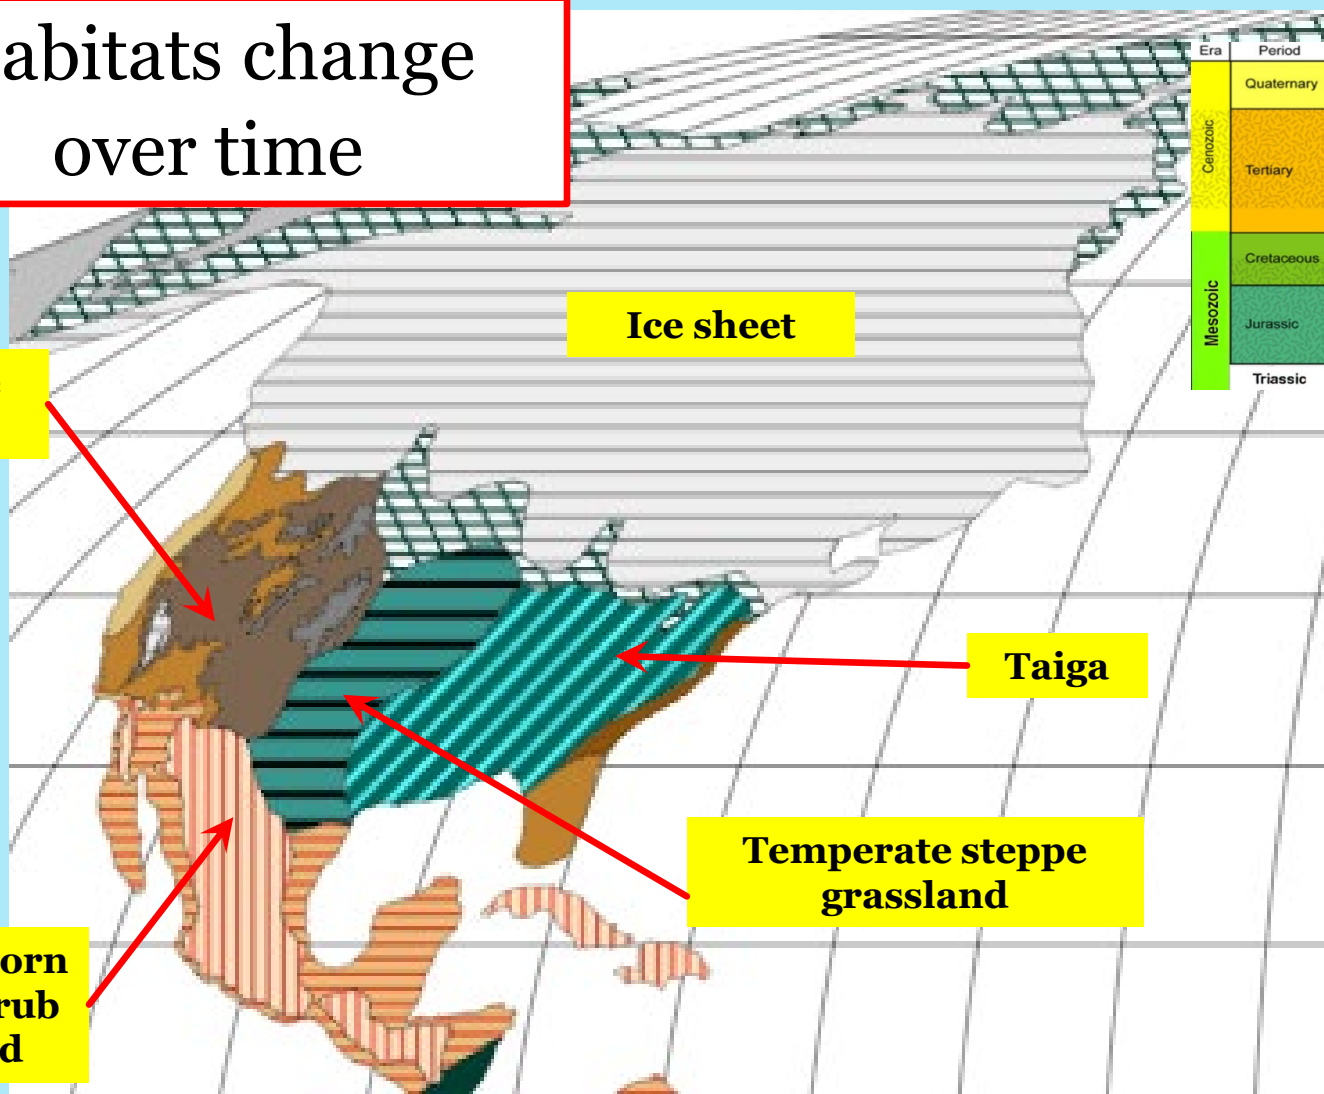 abitats change
over time
Era Period
Quaternary
Cenozoic
Tertiary
Cretaceous
Mesozoic
Jurassic
Triassic
Ice sheet
Taiga
Temperate steppe
grassland
orn
rub
d